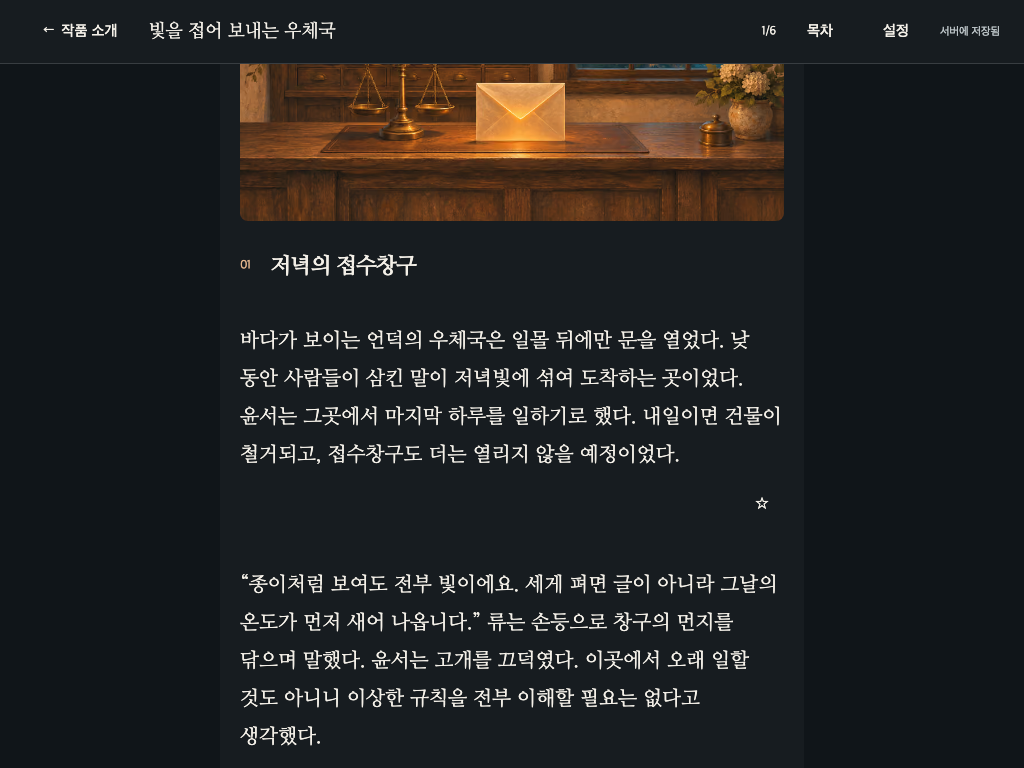 ← 작품 소개
빛을 접어 보내는 우체국
1/6
목차
설정
서버에 저장됨
01 저녁의 접수창구
바다가 보이는 언덕의 우체국은 일몰 뒤에만 문을 열었다. 낮
동안 사람들이 삼킨 말이 저녁빛에 섞여 도착하는 곳이었다.
윤서는 그곳에서 마지막 하루를 일하기로 했다. 내일이면 건물이
철거되고, 접수창구도 더는 열리지 않을 예정이었다.
☆
“종이처럼 보여도 전부 빛이에요. 세게 펴면 글이 아니라 그날의
온도가 먼저 새어 나옵니다.” 류는 손등으로 창구의 먼지를
닦으며 말했다. 윤서는 고개를 끄덕였다. 이곳에서 오래 일할
것도 아니니 이상한 규칙을 전부 이해할 필요는 없다고
생각했다.